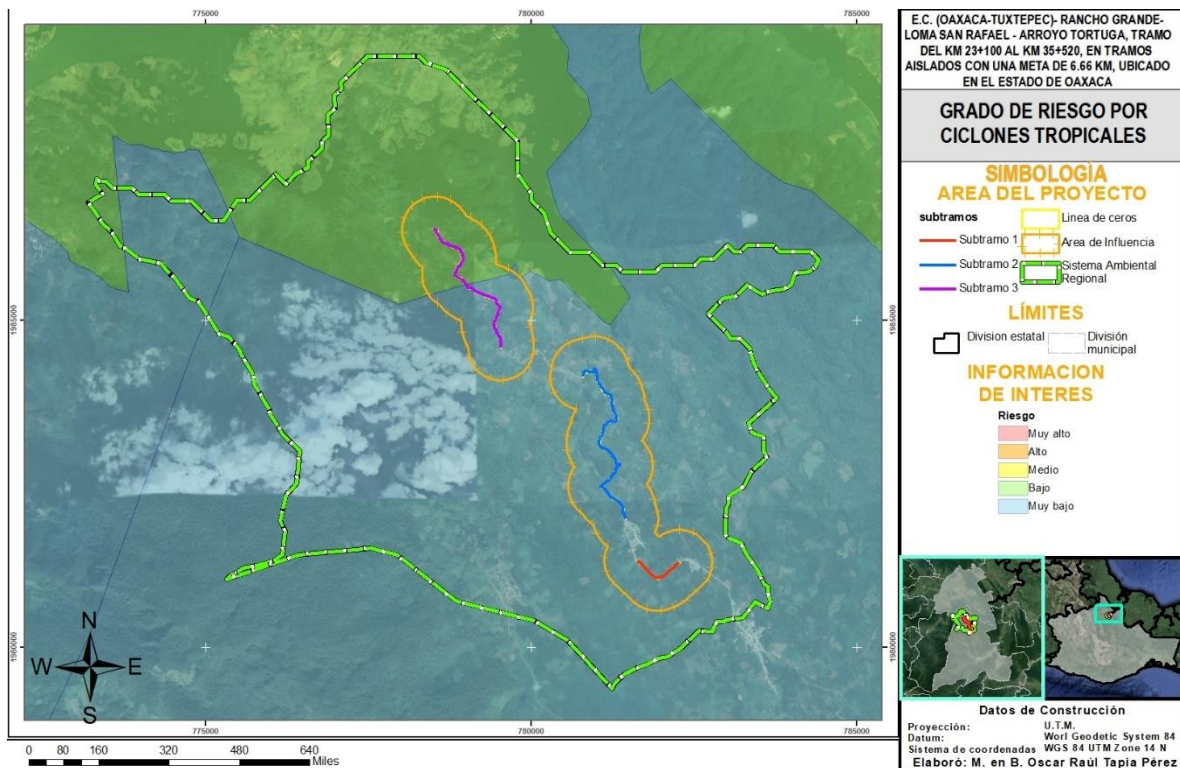 775000
780000
785000
1985000
1980000
1985000
1980000
775000
780000
785000
N
W
E
S
0 80 160 320 480 640
Miles
E.C. (OAXACA-TUXTEPEC)- RANCHO GRANDE-
LOMA SAN RAFAEL - ARROYO TORTUGA, TRAMO
DEL KM 23+100 AL KM 35+520, EN TRAMOS
AISLADOS CON UNA META DE 6.66 KM, UBICADO
EN EL ESTADO DE OAXACA
GRADO DE RIESGO POR
CICLONES TROPICALES
SIMBOLOGÌA
AREA DEL PROYECTO
subtramos
Linea de ceros
Subtramo 1
Area de Influencia
Subtramo 2
Sistema Ambiental
Regional
Subtramo 3
LÍMITES
Division estatal
División
municipal
INFORMACION
DE INTERES
Riesgo
Muy alto
Alto
Medio
Bajo
Muy bajo
Datos de Construcción
Proyección: U.T.M.
Datum: Worl Geodetic System 84
Sistema de coordenadas WGS 84 UTM Zone 14 N
Elaboró: M. en B. Oscar Raúl Tapia Pérez